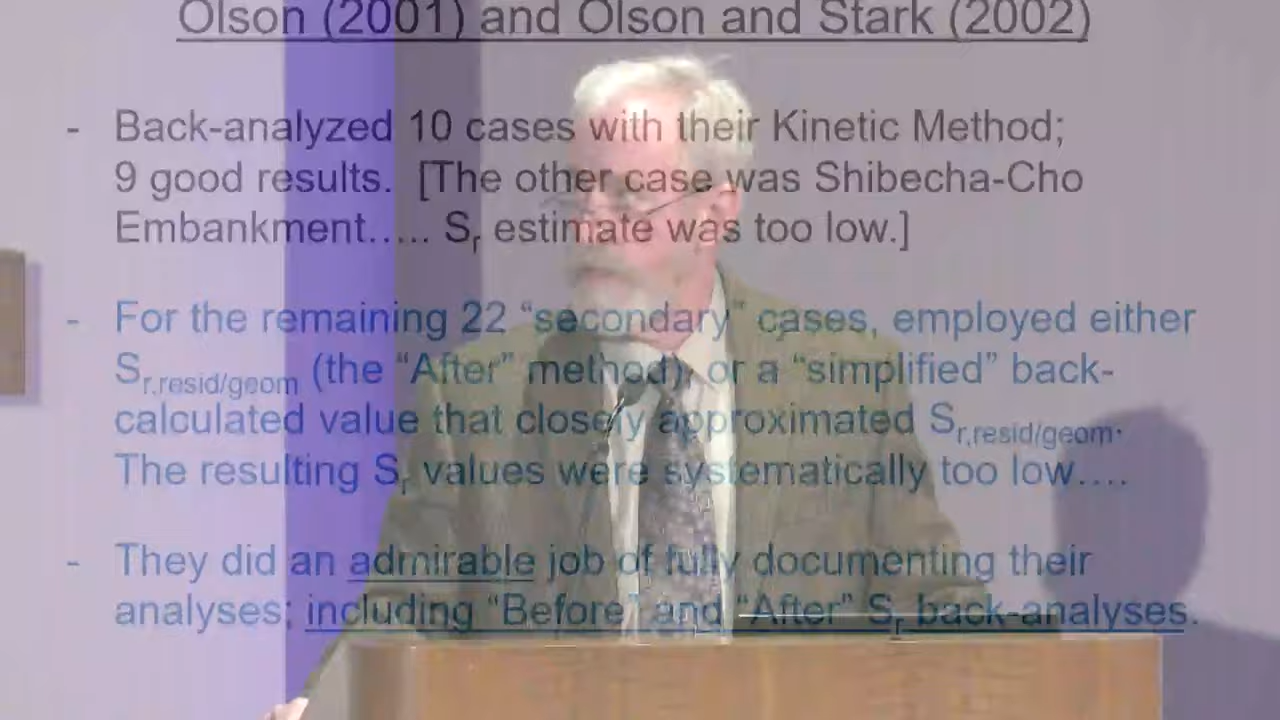 Olson (2001) and Olson and Stark (2002)
- Back-analyzed 10 cases with their Kinetic Method;
9 good results. [The other case was Shibecha-Cho
Embankment..... Sr estimate was too low.]
- For the remaining 22 “secondary” cases, employed either
Sr,resid/geom (the “After” method), or a “simplified” back-
calculated value that closely approximated Sr,resid/geom.
The resulting Sr values were systematically too low....
- They did an admirable job of fully documenting their
analyses; including “Before” and “After” Sr back-analyses.